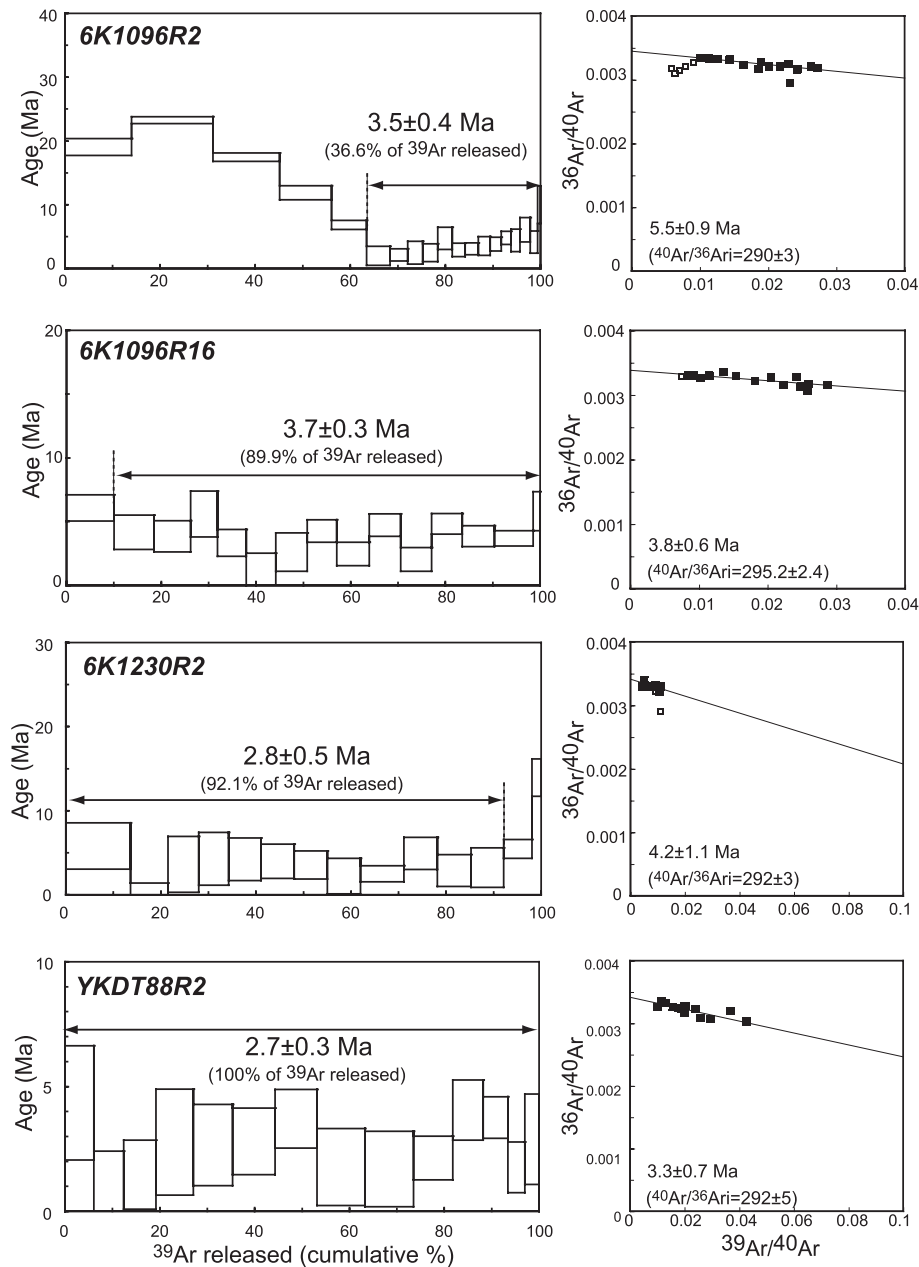 6K1096R2
Age (Ma)
40
30
20
10
0
3.5±0.4 Ma
(36.6% of ³⁹Ar released)
0 20 40 60 80 100
³⁶Ar/⁴⁰Ar
0.004
0.003
0.002
0.001
0
5.5±0.9 Ma
(⁴⁰Ar/³⁶Ari=290±3)
0 0.01 0.02 0.03 0.04
6K1096R16
Age (Ma)
20
10
0
3.7±0.3 Ma
(89.9% of ³⁹Ar released)
0 20 40 60 80 100
³⁶Ar/⁴⁰Ar
0.004
0.003
0.002
0.001
0
3.8±0.6 Ma
(⁴⁰Ar/³⁶Ari=295.2±2.4)
0 0.01 0.02 0.03 0.04
6K1230R2
Age (Ma)
30
20
10
0
2.8±0.5 Ma
(92.1% of ³⁹Ar released)
0 20 40 60 80 100
³⁶Ar/⁴⁰Ar
0.004
0.003
0.002
0.001
0
4.2±1.1 Ma
(⁴⁰Ar/³⁶Ari=292±3)
0 0.02 0.04 0.06 0.08 0.1
YKDT88R2
Age (Ma)
10
5
0
2.7±0.3 Ma
(100% of ³⁹Ar released)
0 20 40 60 80 100
³⁹Ar released (cumulative %)
³⁶Ar/⁴⁰Ar
0.004
0.003
0.002
0.001
0
3.3±0.7 Ma
(⁴⁰Ar/³⁶Ari=292±5)
0 0.02 0.04 0.06 0.08 0.1
³⁹Ar/⁴⁰Ar